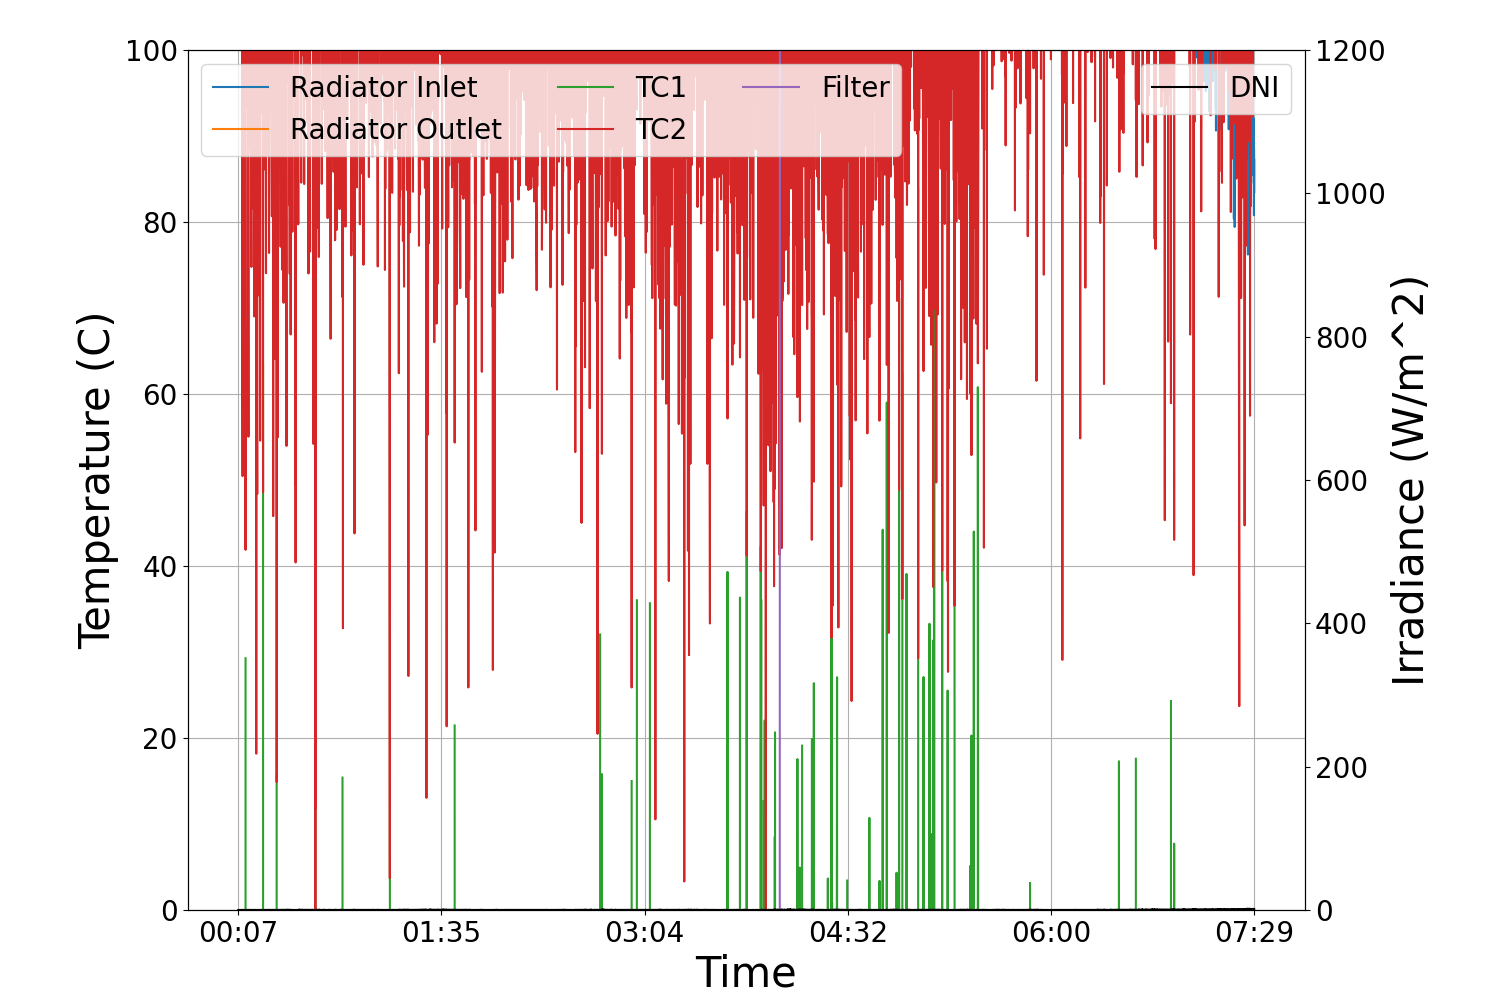 100
80
60
40
20
0
Temperature (C)
Radiator Inlet
Radiator Outlet
TC1
TC2
Filter
DNI
1200
1000
800
600
400
200
0
Irradiance (W/m^2)
00:07 01:35 03:04 04:32 06:00 07:29
Time